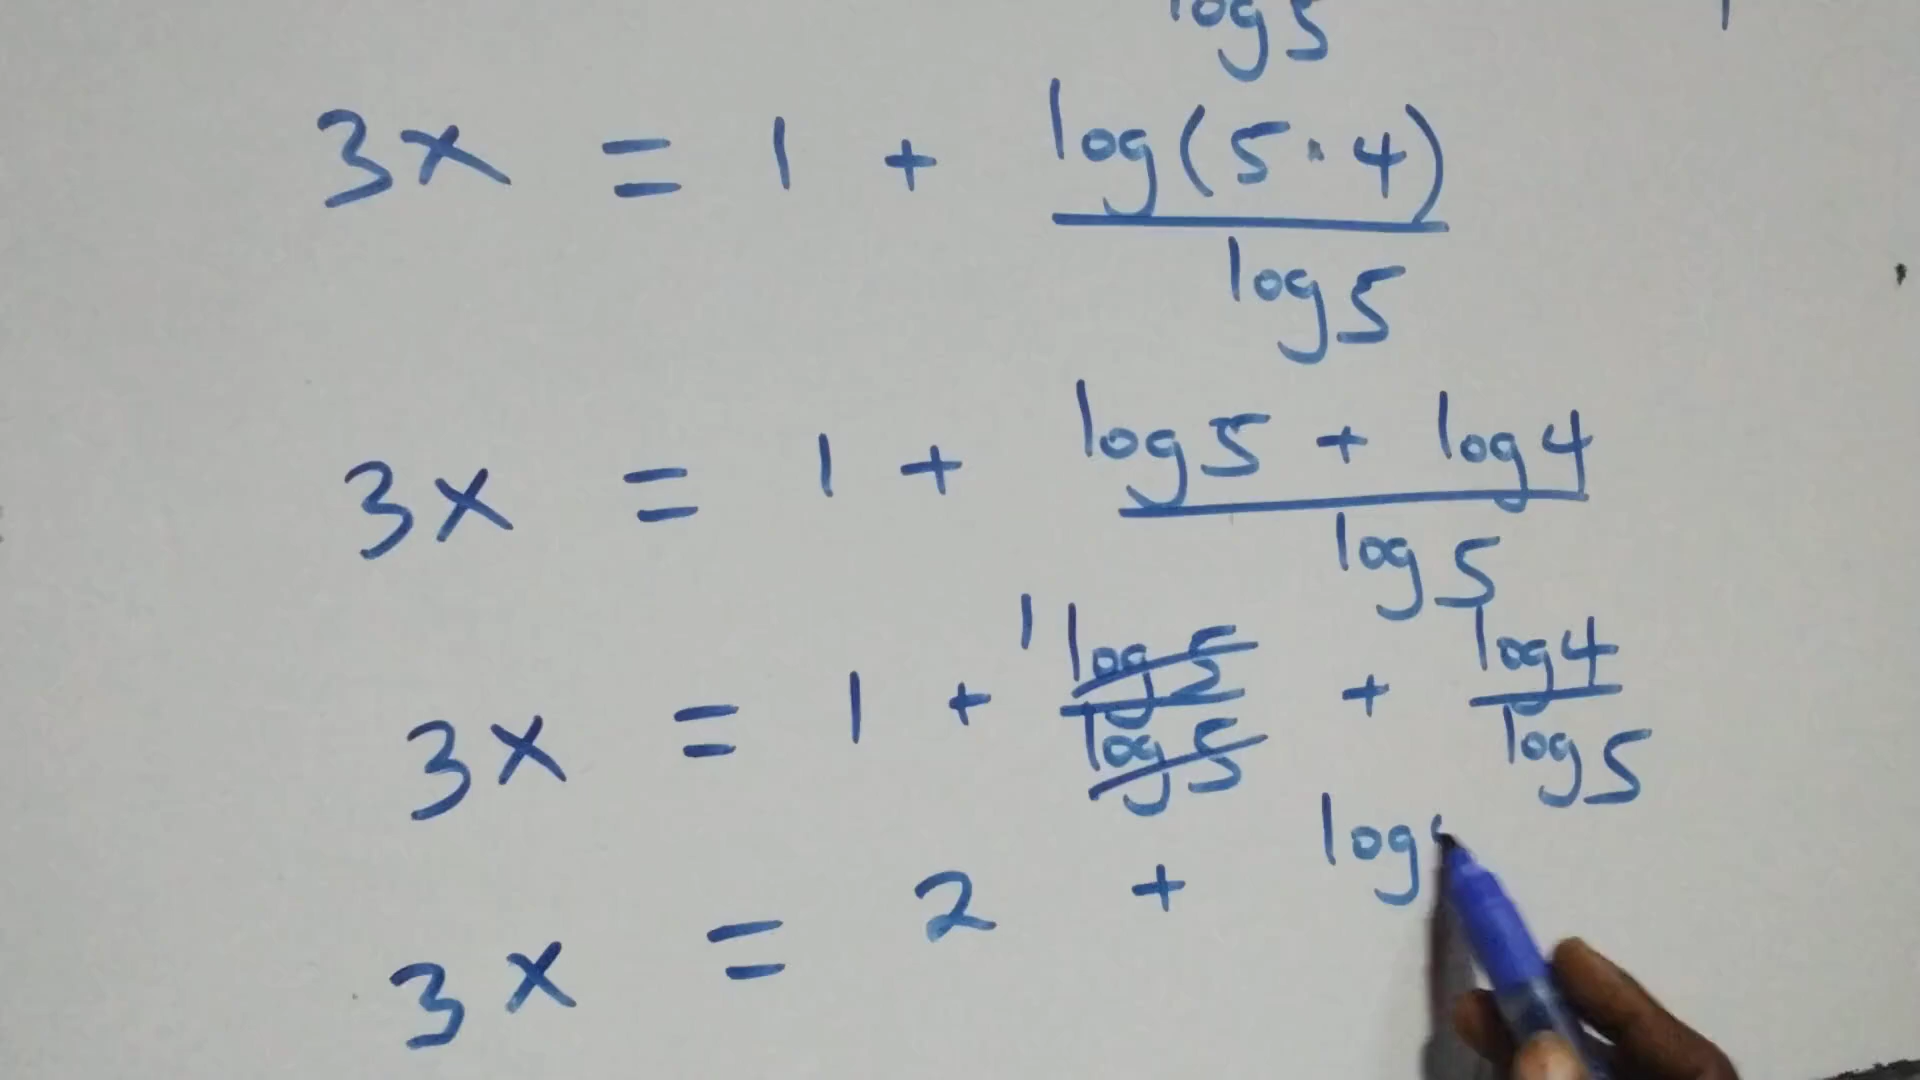 log 5
3x = 1 + log(5·4)
log 5
3x = 1 + log 5 + log 4
log 5
3x = 1 + 1 log 5 + log 4
log 5 log 5
3x = 2 + log